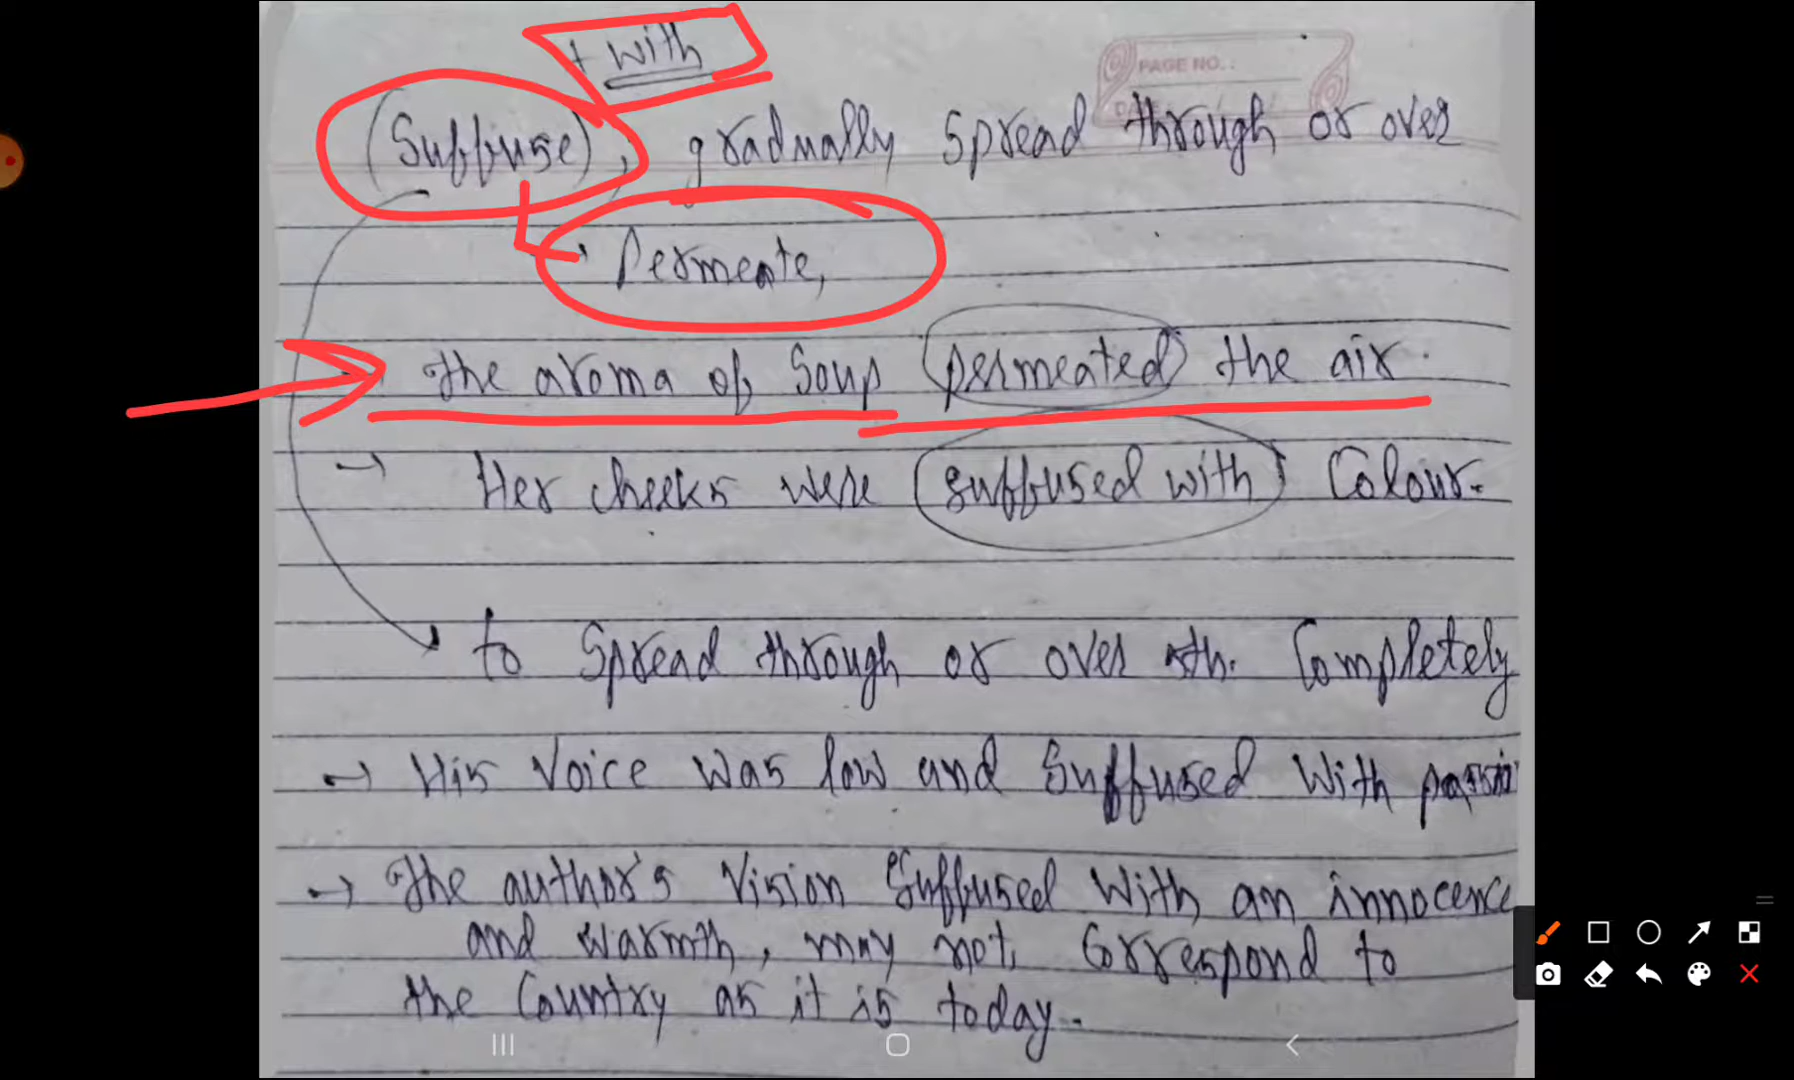 + with
PAGE NO.:
(Suffuse), gradually spread through or over
Permeate,
→ The aroma of Soup permeated the air.
→ Her cheeks were (suffused with) Colour.
to Spread through or over sth. Completely
→ His Voice was low and Suffused With
→ The author's Vision Suffused With an innocence
and warmth, may not correspond to
the Country as it is today.